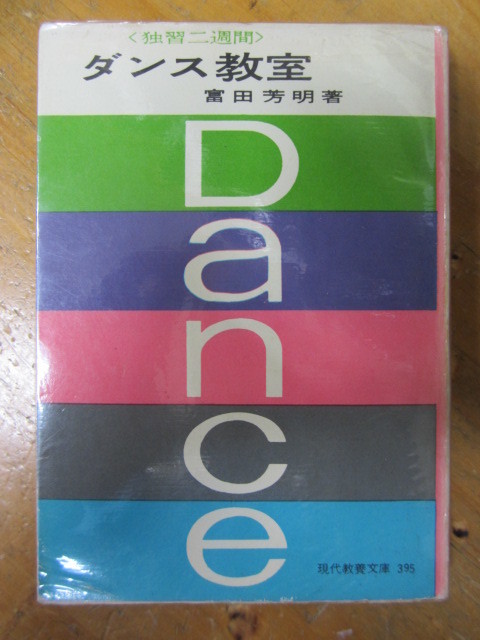 〈独習二週間〉
ダンス教室
富田芳明著
Dance
現代教養文庫 395